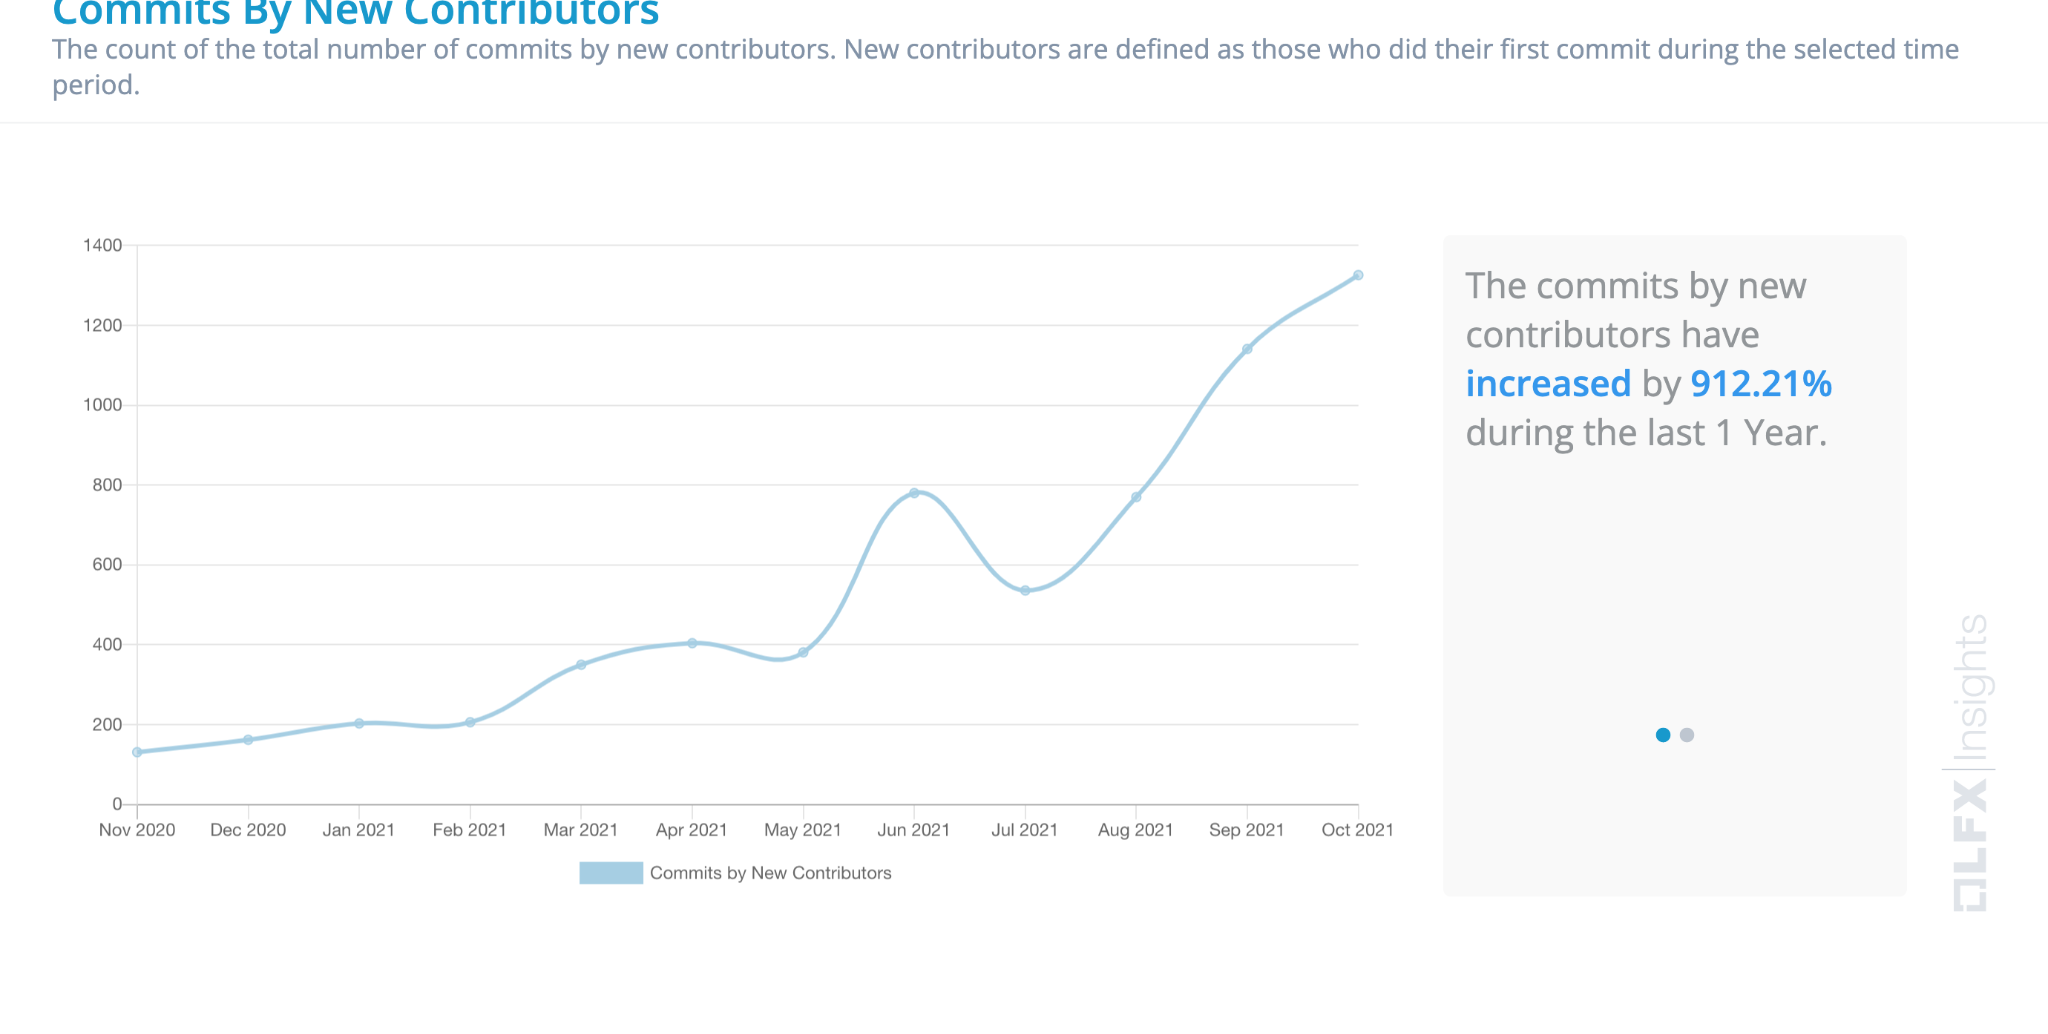 Commits By New Contributors
The count of the total number of commits by new contributors. New contributors are defined as those who did their first commit during the selected time
period.
1400
1200
1000
800
600
400
200
0
Nov 2020 Dec 2020 Jan 2021 Feb 2021 Mar 2021 Apr 2021 May 2021 Jun 2021 Jul 2021 Aug 2021 Sep 2021 Oct 2021
Commits by New Contributors
The commits by new
contributors have
increased by 912.21%
during the last 1 Year.
LFX Insights